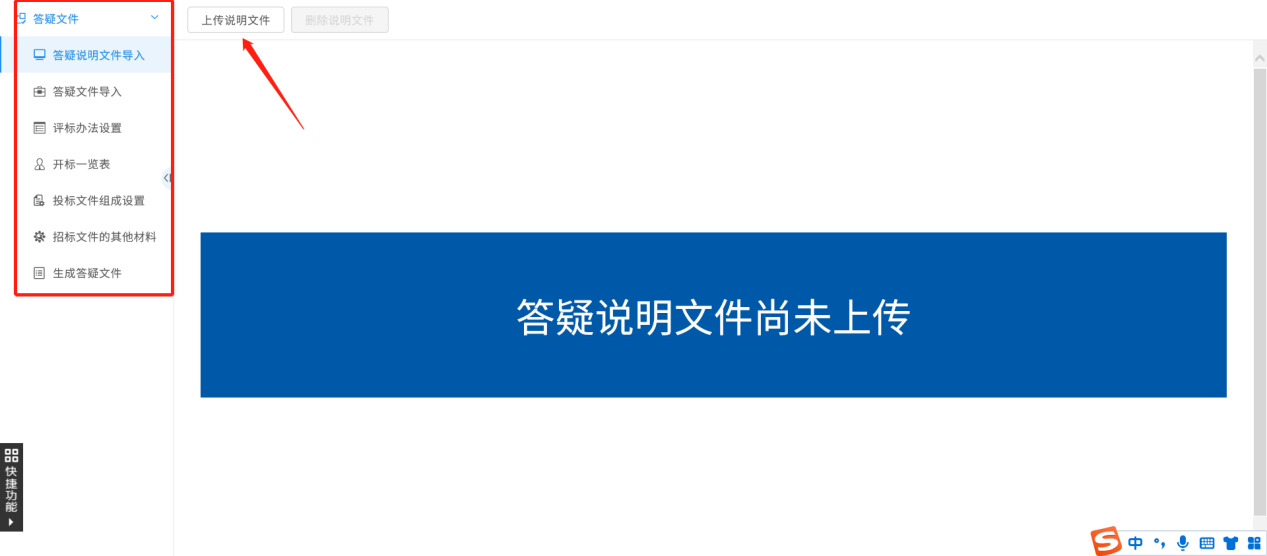 答疑文件
上传说明文件
删除说明文件
答疑说明文件导入
答疑文件导入
评标办法设置
开标一览表
投标文件组成设置
招标文件的其他材料
生成答疑文件
答疑说明文件尚未上传
快捷功能
S中